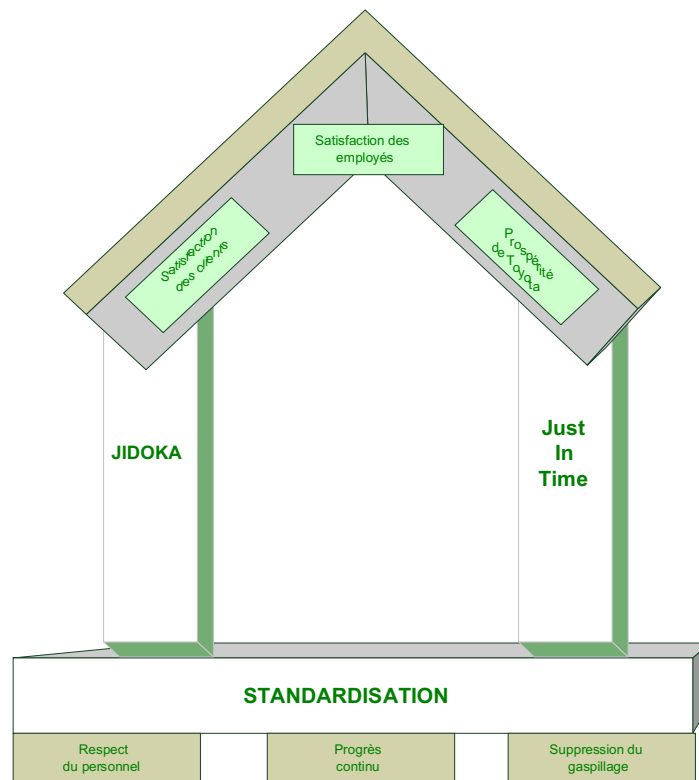 Satisfaction des
employés
Satisfaction
des clients
Prospérité
de Toyota
JIDOKA
Just
In
Time
STANDARDISATION
Respect
du personnel
Progrès
continu
Suppression du
gaspillage